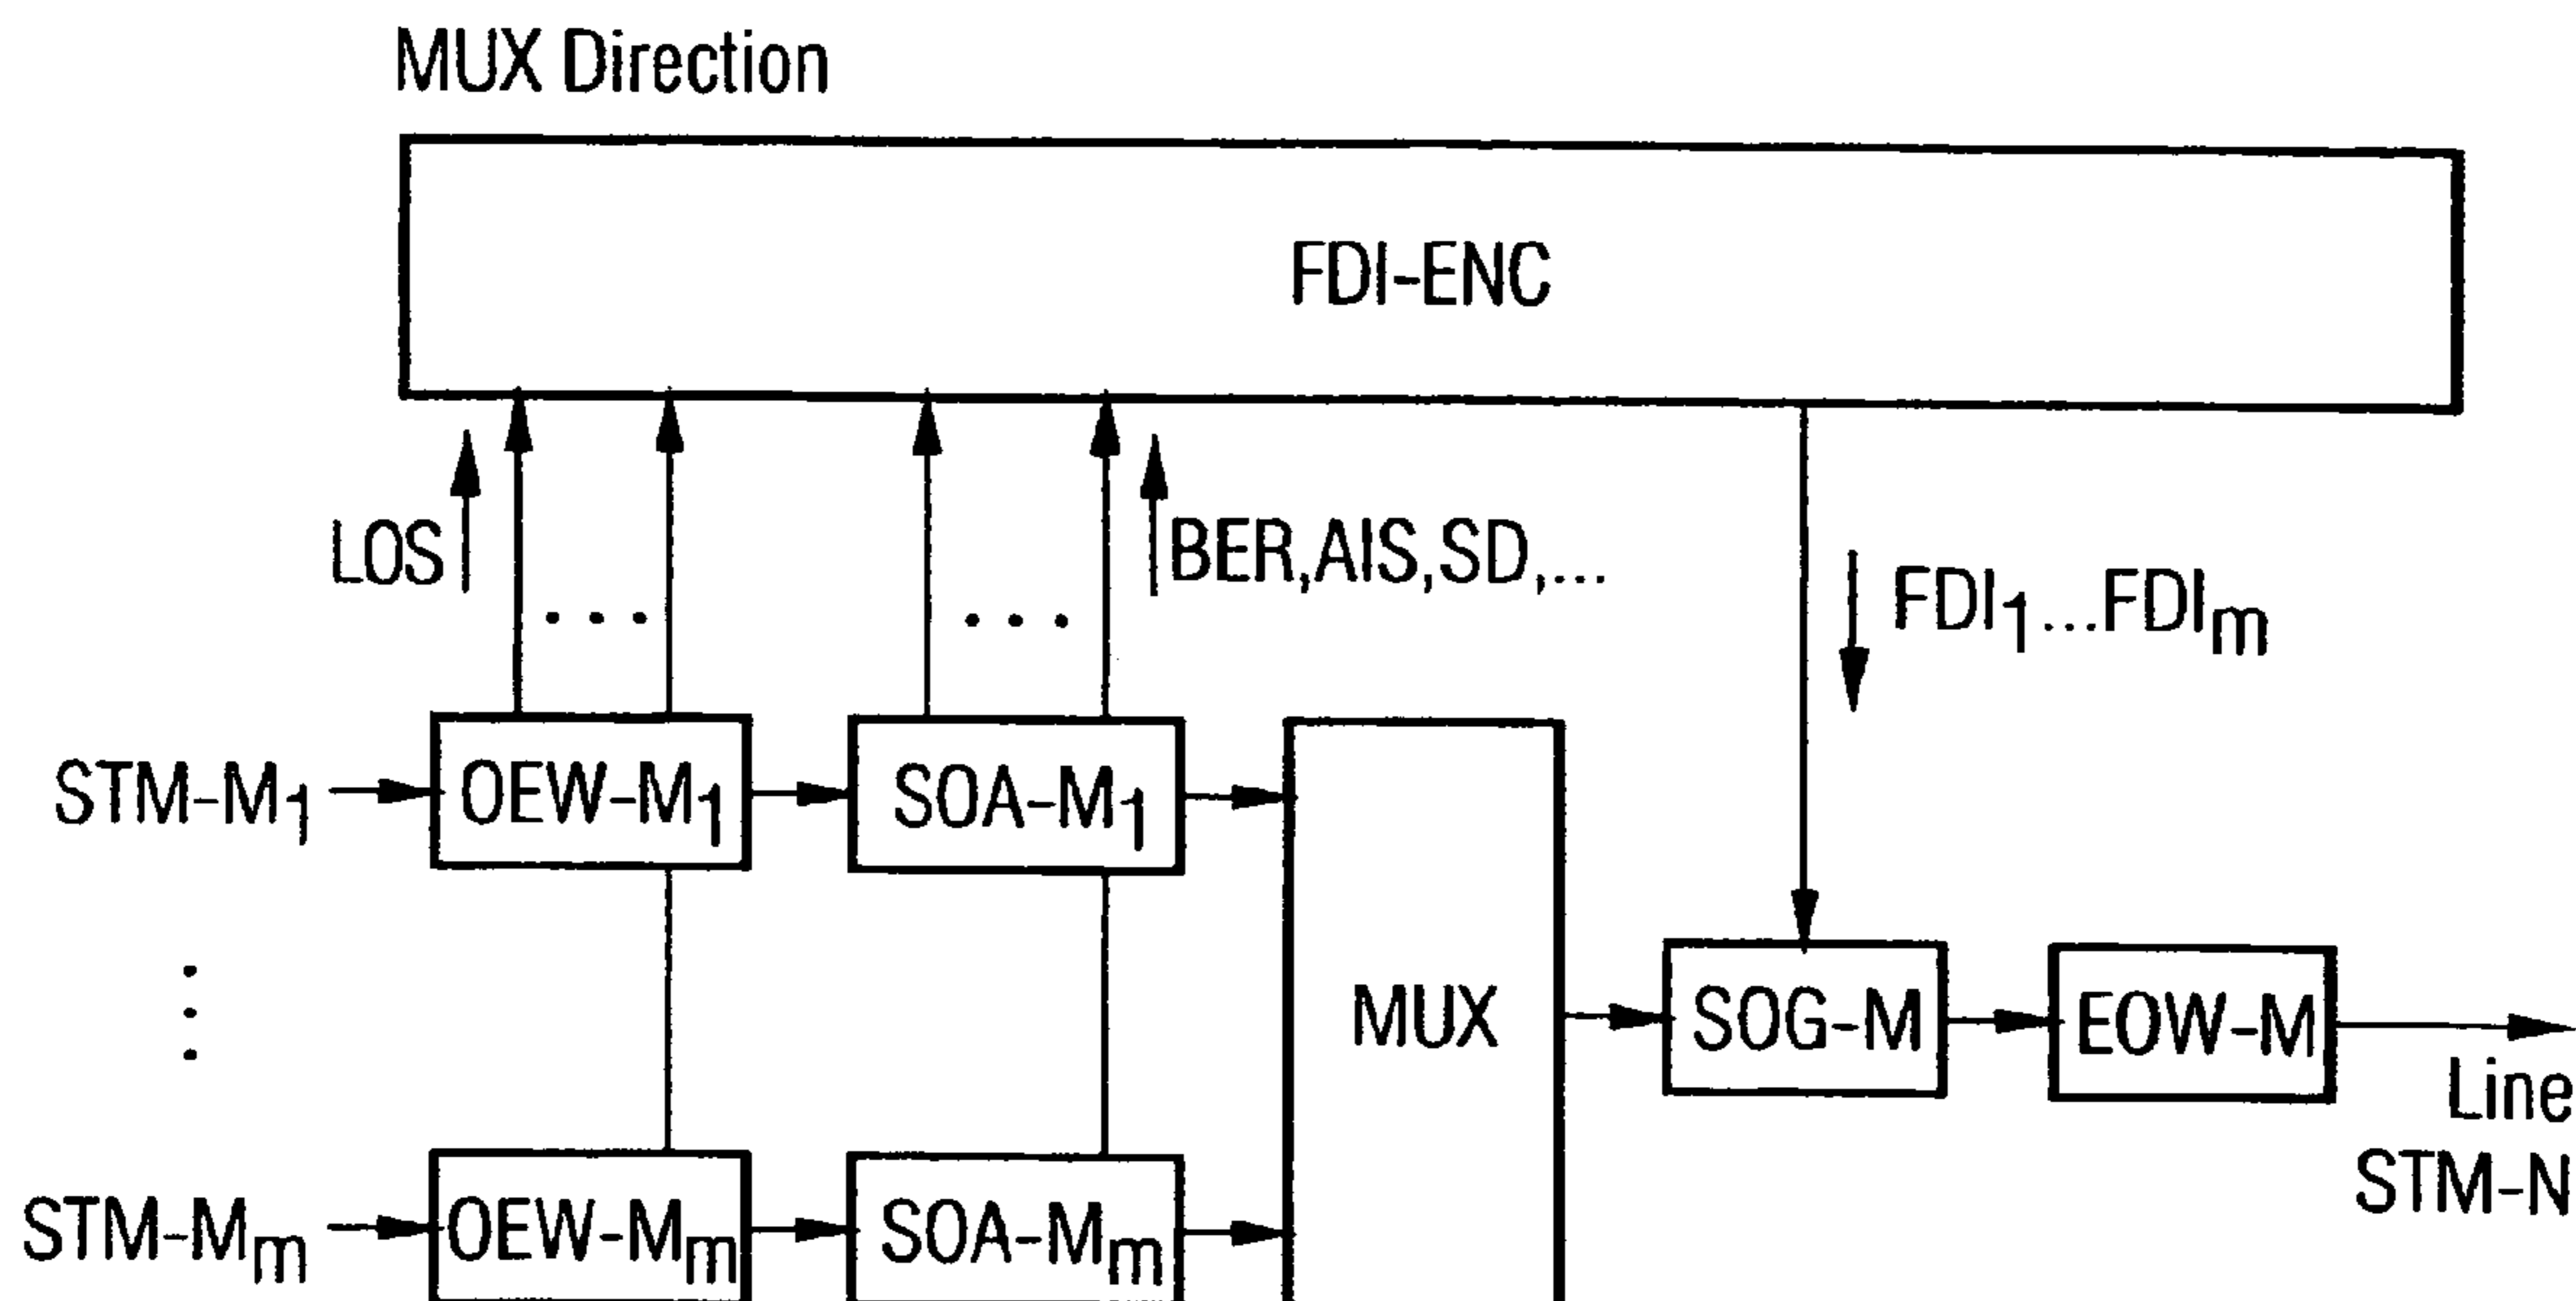 MUX Direction
FDI-ENC
LOS
BER,AIS,SD,...
FDI1...FDIm
STM-M1
OEW-M1
SOA-M1
MUX
SOG-M
EOW-M
Line
STM-N
STM-Mm
OEW-Mm
SOA-Mm